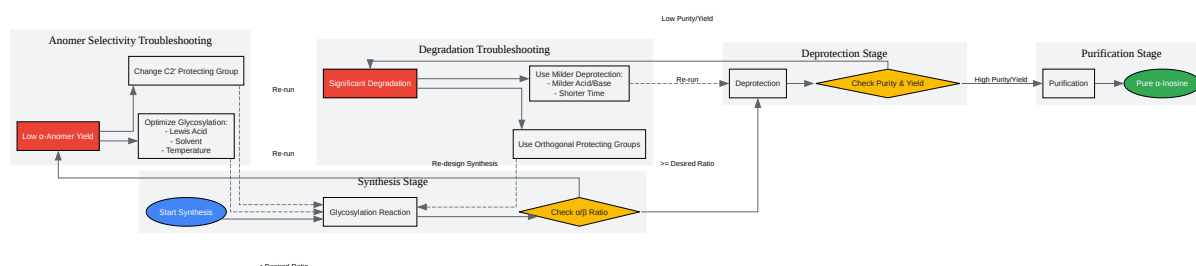 Low Purity/Yield
Anomer Selectivity Troubleshooting
Degradation Troubleshooting
Deprotection Stage
Purification Stage
Change C2' Protecting Group
Significant Degradation
Use Milder Deprotection:
- Milder Acid/Base
- Shorter Time
Re-run
Deprotection
Check Purity & Yield
High Purity/Yield
Purification
Pure α-Inosine
Re-run
Low α-Anomer Yield
Optimize Glycosylation:
- Lewis Acid
- Solvent
- Temperature
Re-run
Use Orthogonal Protecting Groups
Re-design Synthesis
>= Desired Ratio
Synthesis Stage
Start Synthesis
Glycosylation Reaction
Check α/β Ratio
< Desired Ratio